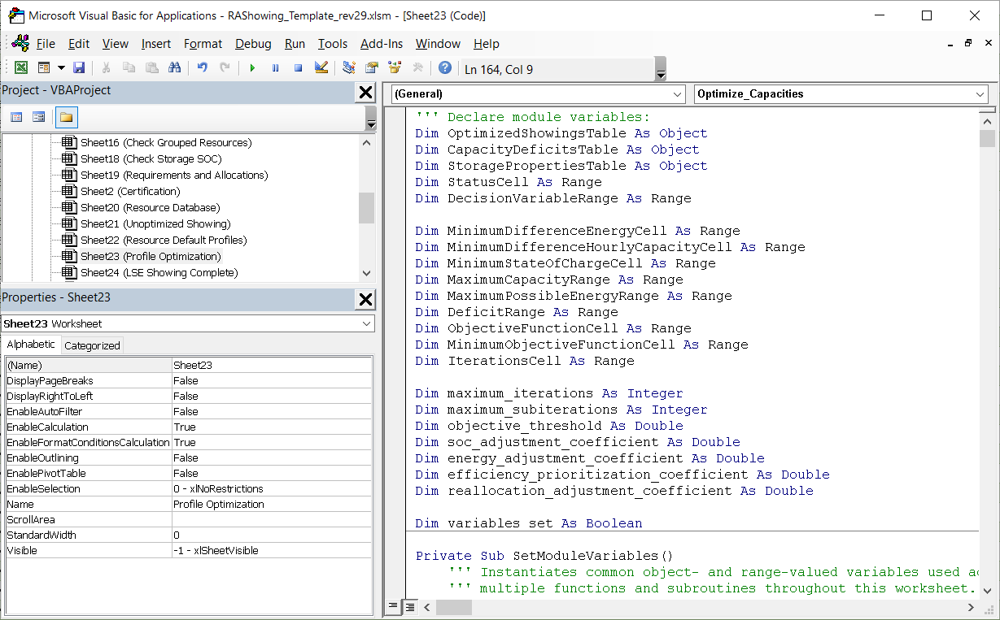 Microsoft Visual Basic for Applications - RAShowing_Template_rev29.xlsm - [Sheet23 (Code)]
File Edit View Insert Format Debug Run Tools Add-Ins Window Help
Ln 164, Col 9
Project - VBAProject
Sheet16 (Check Grouped Resources)
Sheet18 (Check Storage SOC)
Sheet19 (Requirements and Allocations)
Sheet2 (Certification)
Sheet20 (Resource Database)
Sheet21 (Unoptimized Showing)
Sheet22 (Resource Default Profiles)
Sheet23 (Profile Optimization)
Sheet24 (LSE Showing Complete)
Properties - Sheet23
Sheet23 Worksheet
Alphabetic Categorized
(Name) Sheet23
DisplayPageBreaks False
DisplayRightToLeft False
EnableAutoFilter False
EnableCalculation True
EnableFormatConditionsCalculation True
EnableOutlining False
EnablePivotTable False
EnableSelection 0 - xlNoRestrictions
Name Profile Optimization
ScrollArea
StandardWidth 0
Visible -1 - xlSheetVisible
(General) Optimize_Capacities
''' Declare module variables:
Dim OptimizedShowingsTable As Object
Dim CapacityDeficitsTable As Object
Dim StoragePropertiesTable As Object
Dim StatusCell As Range
Dim DecisionVariableRange As Range
Dim MinimumDifferenceEnergyCell As Range
Dim MinimumDifferenceHourlyCapacityCell As Range
Dim MinimumStateOfChargeCell As Range
Dim MaximumCapacityRange As Range
Dim MaximumPossibleEnergyRange As Range
Dim DeficitRange As Range
Dim ObjectiveFunctionCell As Range
Dim MinimumObjectiveFunctionCell As Range
Dim IterationsCell As Range
Dim maximum_iterations As Integer
Dim maximum_subiterations As Integer
Dim objective_threshold As Double
Dim soc_adjustment_coefficient As Double
Dim energy_adjustment_coefficient As Double
Dim efficiency_prioritization_coefficient As Double
Dim reallocation_adjustment_coefficient As Double
Dim variables set As Boolean
Private Sub SetModuleVariables()
''' Instantiates common object- and range-valued variables used
''' multiple functions and subroutines throughout this worksheet.